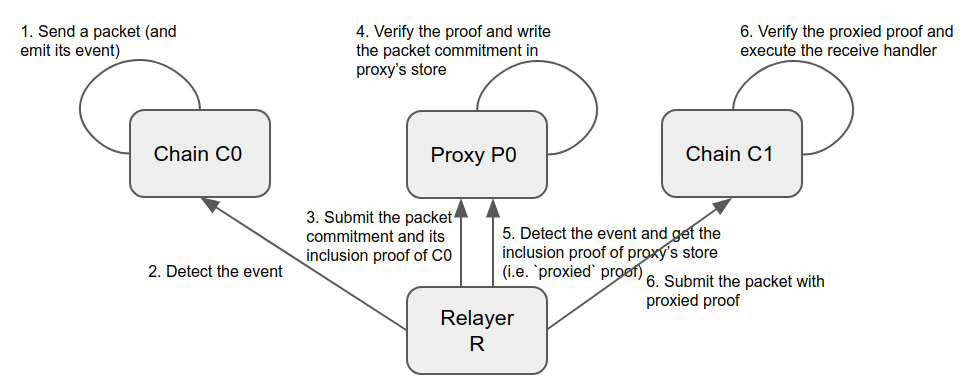 1. Send a packet (and
emit its event)
4. Verify the proof and write
the packet commitment in
proxy's store
6. Verify the proxied proof and
execute the receive handler
Chain C0
Proxy P0
Chain C1
3. Submit the packet
commitment and its
inclusion proof of C0
5. Detect the event and get the
inclusion proof of proxy's store
(i.e. `proxied` proof)
2. Detect the event
6. Submit the packet with
proxied proof
Relayer
R